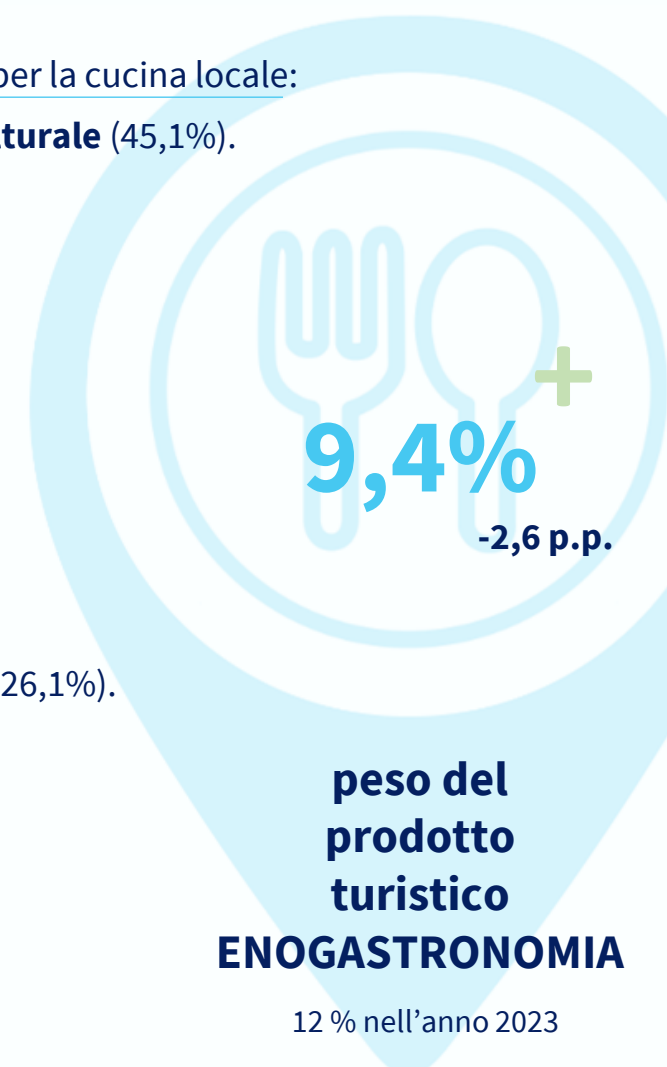 per la cucina locale:
turale (45,1%).
+
9,4%
-2,6 p.p.
26,1%).
peso del
prodotto
turistico
ENOGASTRONOMIA
12 % nell’anno 2023